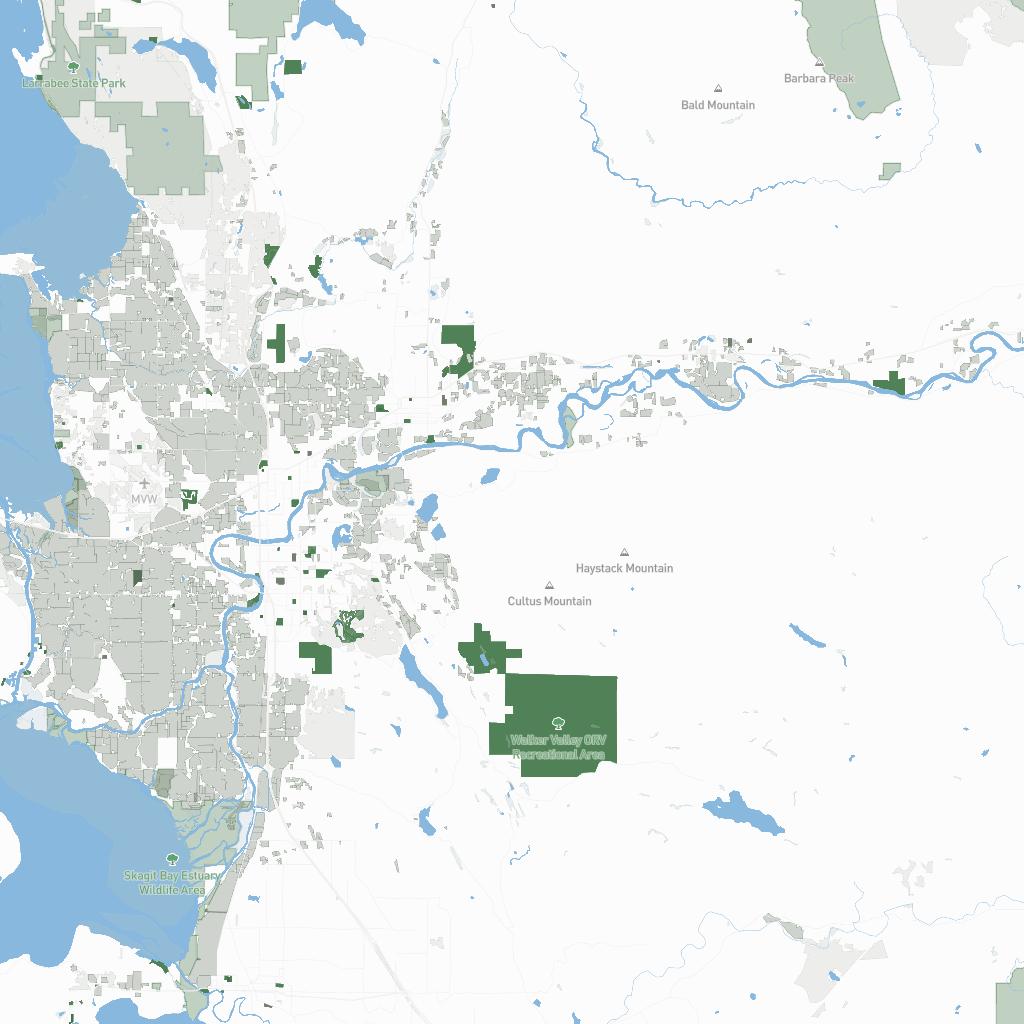 Barbara Peak
Larrabee State Park
Bald Mountain
MVW
Haystack Mountain
Cultus Mountain
Walker Valley ORV
Recreational Area
Skagit Bay Estuary
Wildlife Area